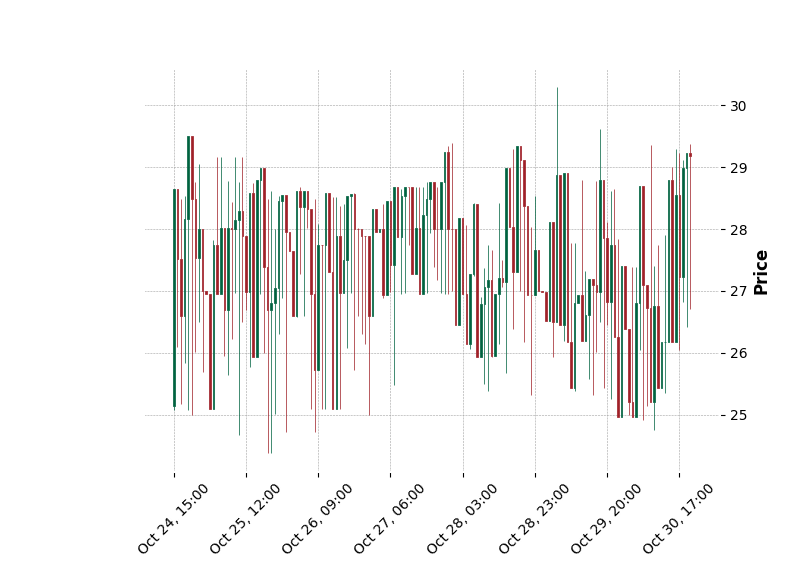 30
29
28
27
26
25
Price
Oct 24, 15:00
Oct 25, 12:00
Oct 26, 09:00
Oct 27, 06:00
Oct 28, 03:00
Oct 28, 23:00
Oct 29, 20:00
Oct 30, 17:00